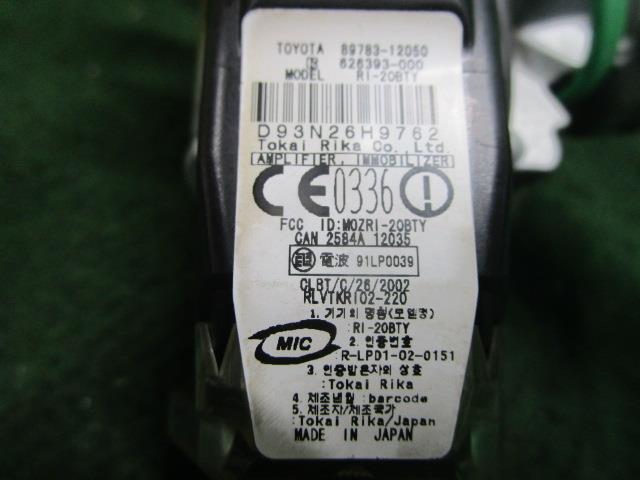 TOYOTA 89783-12050
626393-000
MODEL RI-20BTY
D93N26H9762
Tokai Rika Co., Ltd.
AMPLIFIER, IMMOBILIZER
CE0336
FCC ID:MOZRI-20BTY
CAN 2584A 12035
電波 91LP0039
CLBT/C/26/2002
RLVTKRI02-220
1. 기기의 명칭(모델명)
:RI-20BTY
MIC
2. 인증번호
:R-LPD1-02-0151
3. 인증받은자의 상호
:Tokai Rika
4. 제조년월 :barcode
5. 제조자/제조국가
:Tokai Rika/Japan
MADE IN JAPAN